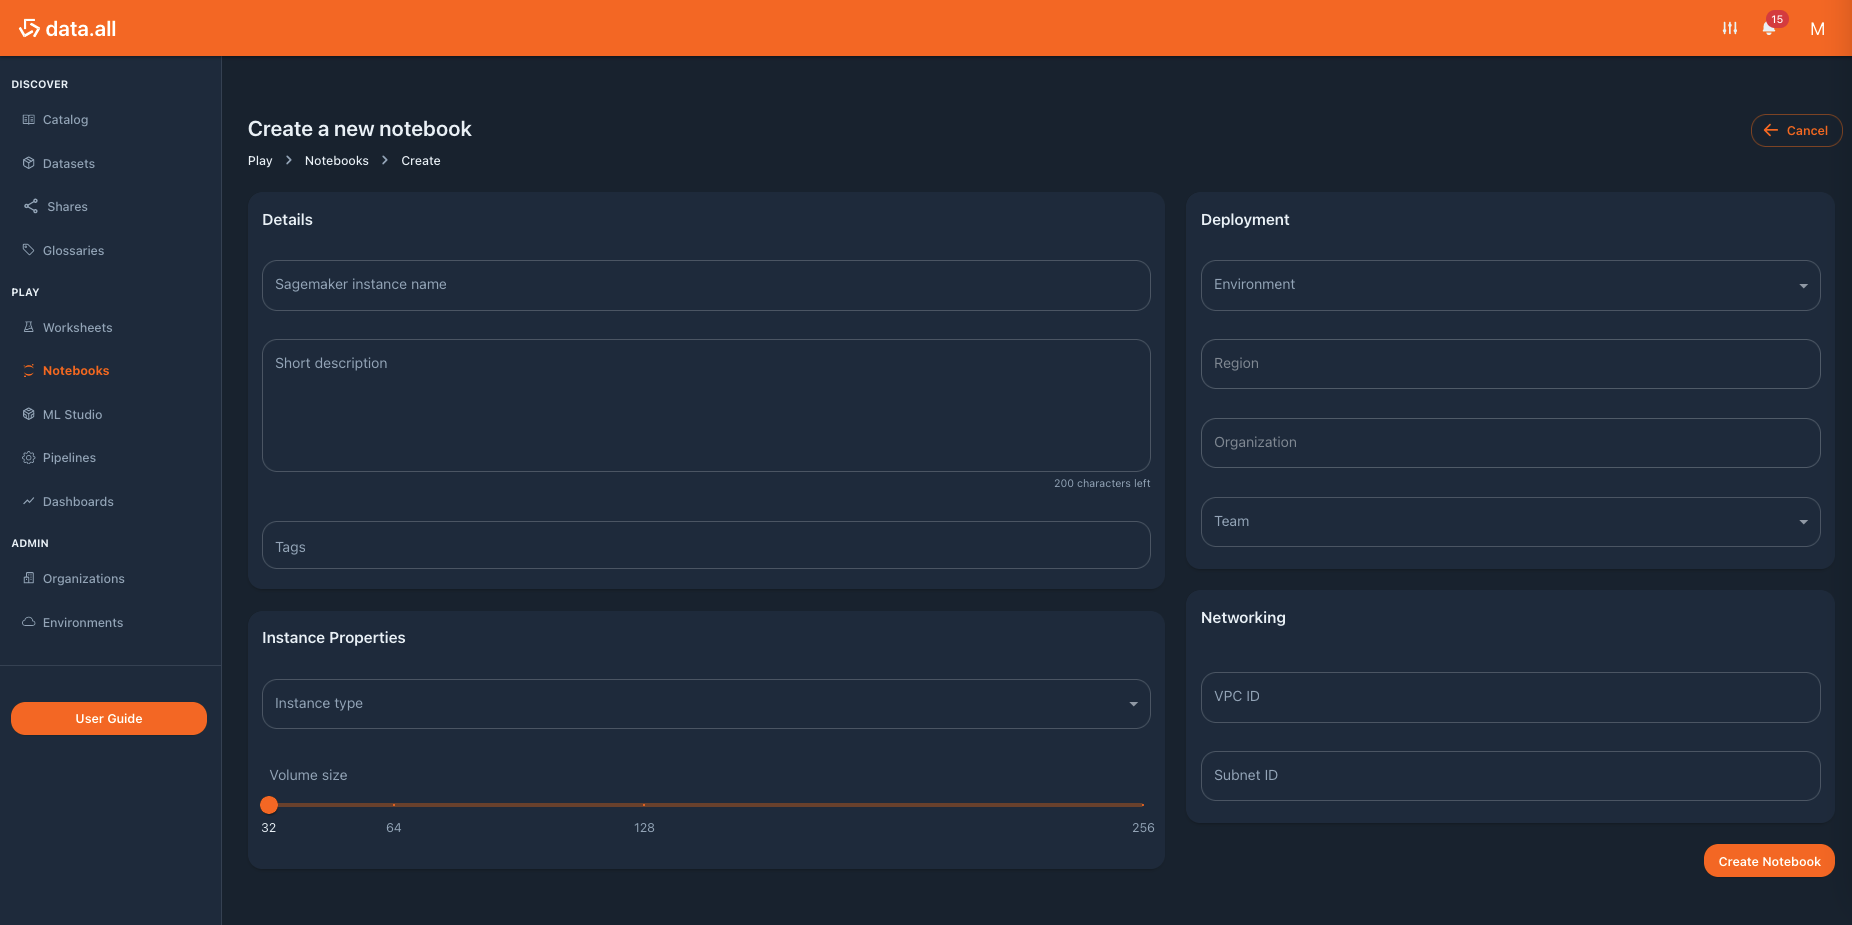 data.all
15
M
DISCOVER
Catalog
Datasets
Shares
Glossaries
PLAY
Worksheets
Notebooks
ML Studio
Pipelines
Dashboards
ADMIN
Organizations
Environments
User Guide
Create a new notebook
Cancel
Play > Notebooks > Create
Details
Sagemaker instance name
Short description
200 characters left
Tags
Instance Properties
Instance type
Volume size
32 64 128 256
Deployment
Environment
Region
Organization
Team
Networking
VPC ID
Subnet ID
Create Notebook